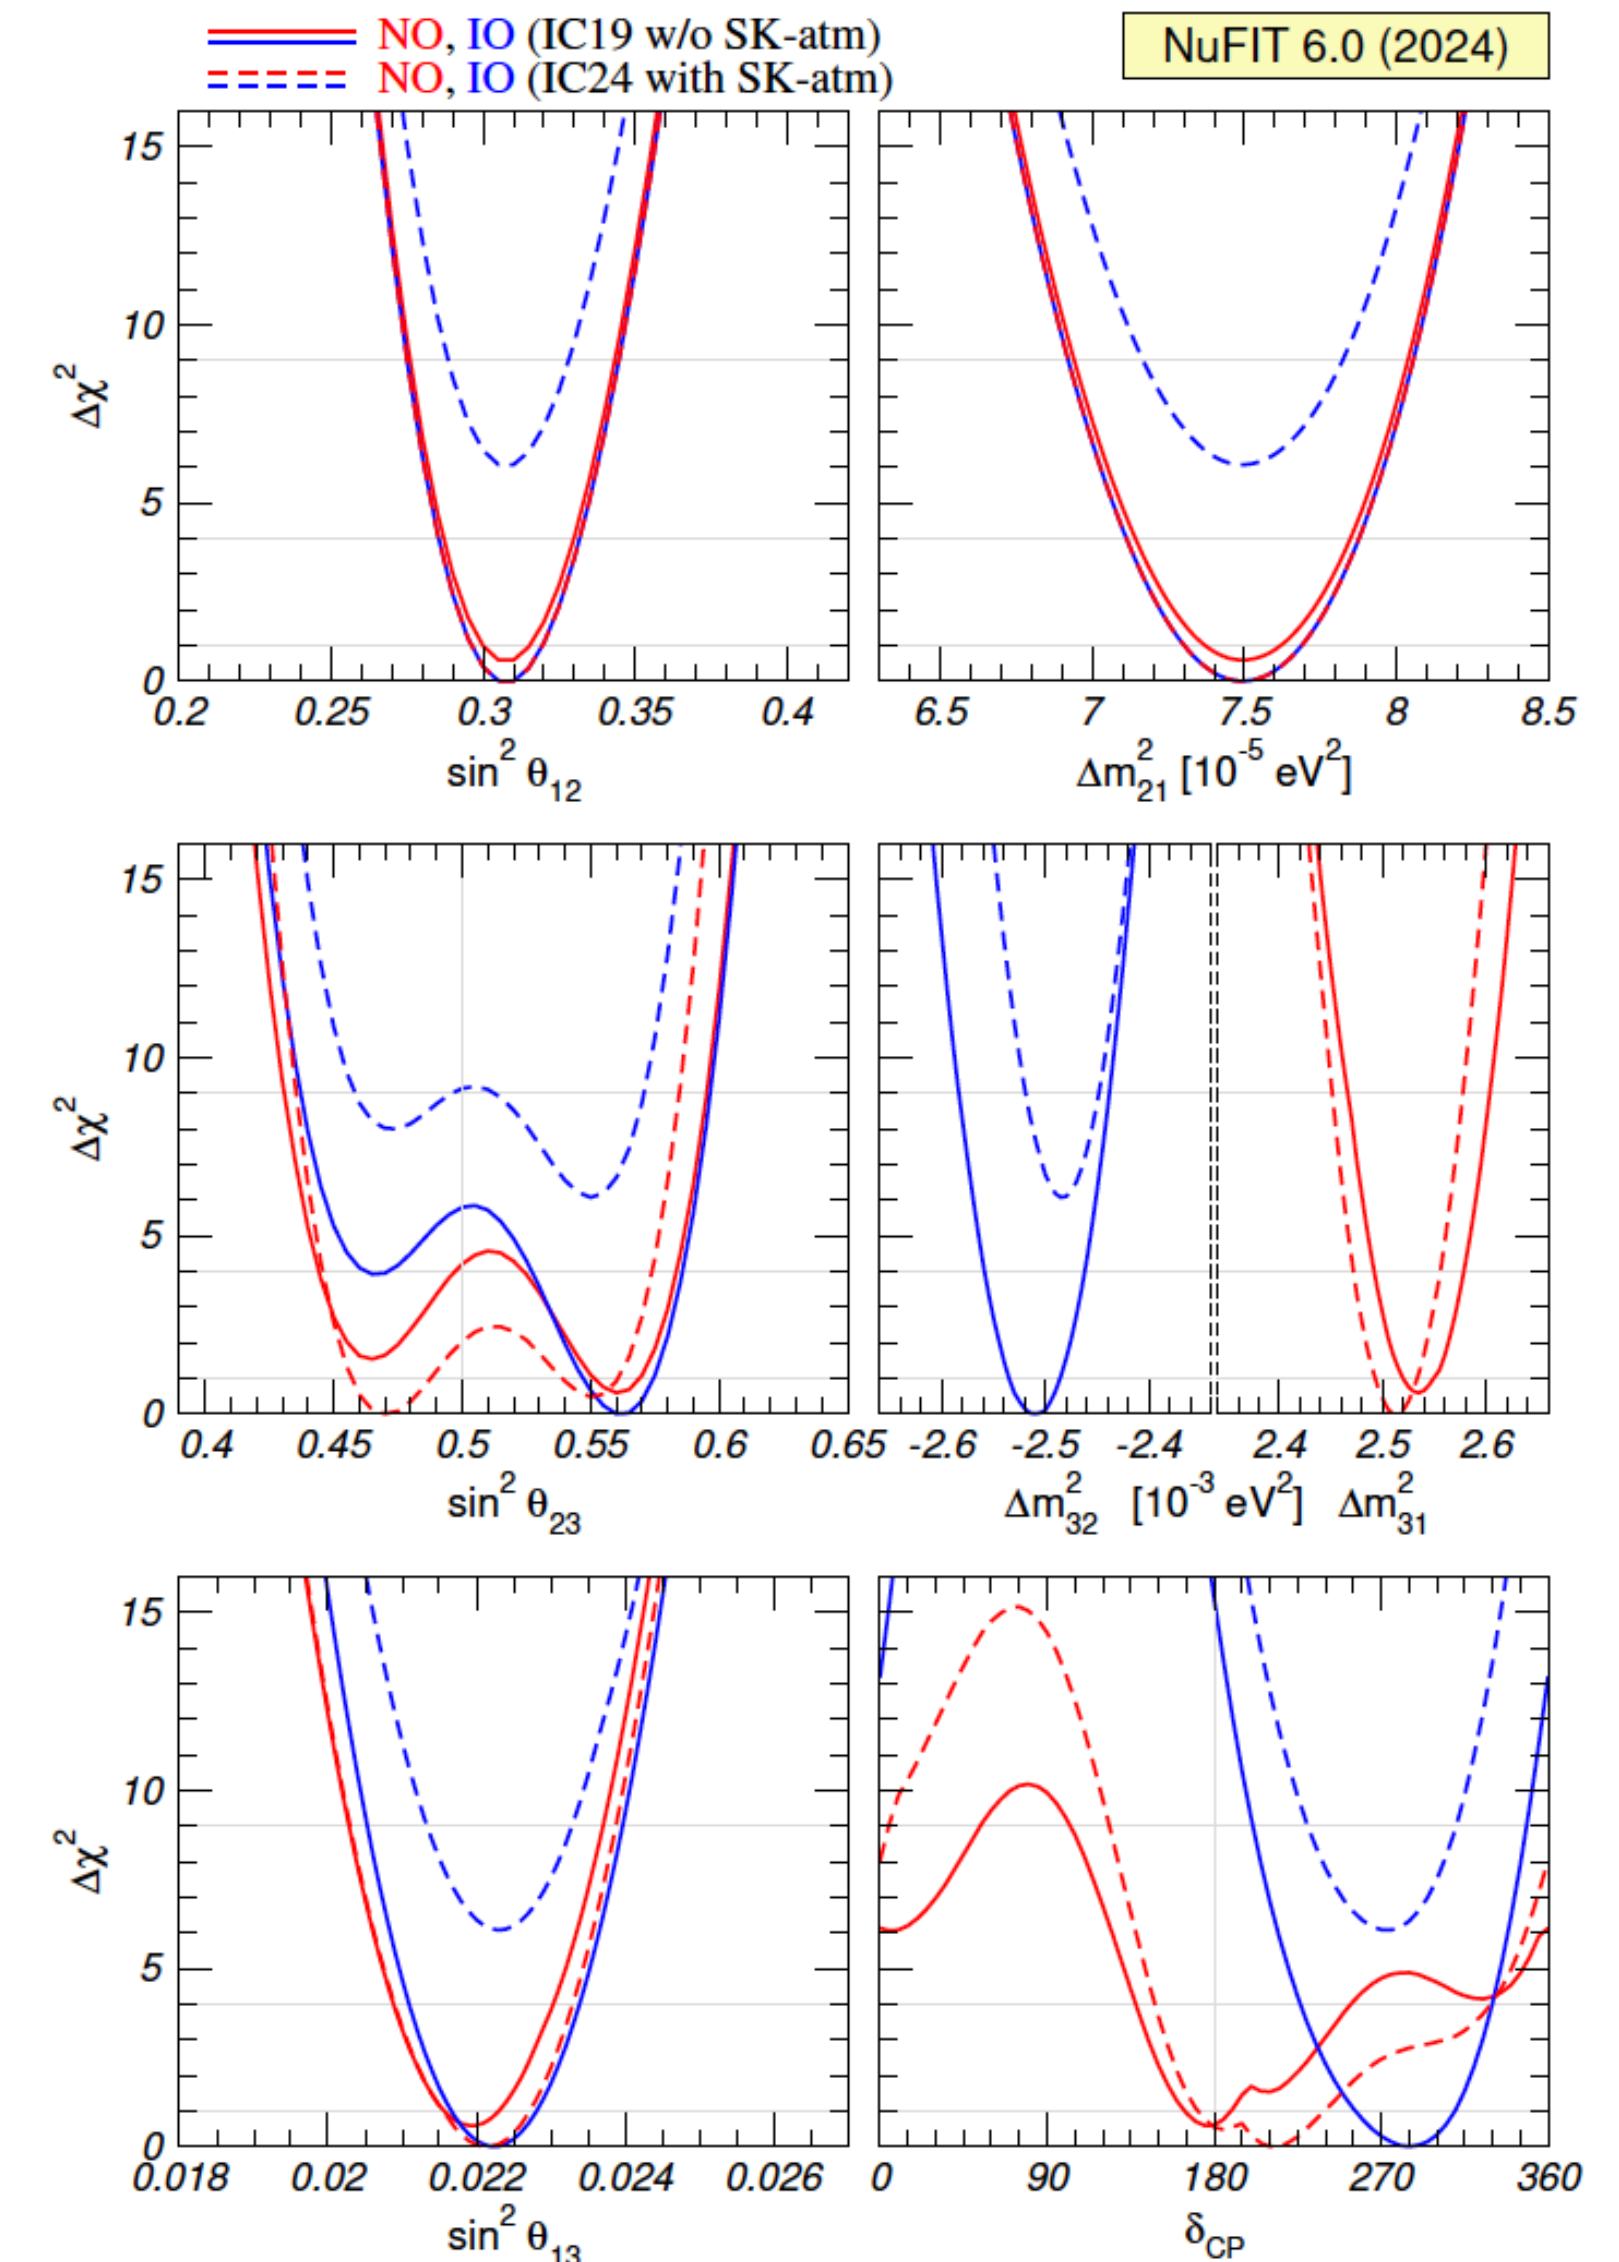 NO, IO (IC19 w/o SK-atm)
NO, IO (IC24 with SK-atm)
NuFIT 6.0 (2024)
15
10
5
0
Δχ²
0.2 0.25 0.3 0.35 0.4
sin² θ₁₂
6.5 7 7.5 8 8.5
Δm²₂₁ [10⁻⁵ eV²]
15
10
5
0
Δχ²
0.4 0.45 0.5 0.55 0.6 0.65
sin² θ₂₃
-2.6 -2.5 -2.4 2.4 2.5 2.6
Δm²₃₂ [10⁻³ eV²] Δm²₃₁
15
10
5
0
Δχ²
0.018 0.02 0.022 0.024 0.026
sin² θ₁₃
0 90 180 270 360
δCP